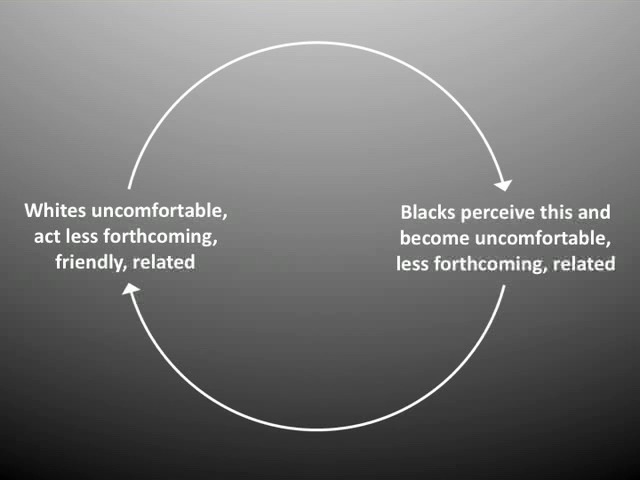 Whites uncomfortable,
act less forthcoming,
friendly, related
Blacks perceive this and
become uncomfortable,
less forthcoming, related